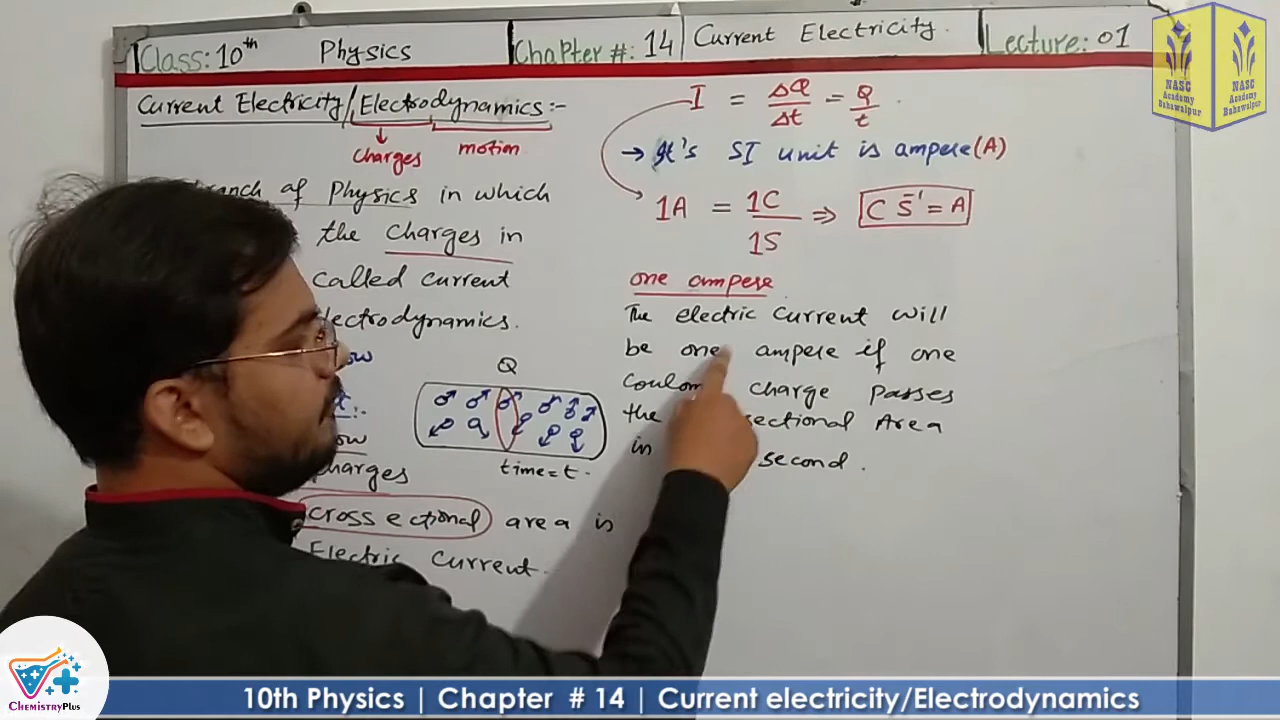 Class: 10th Physics Chapter #: 14 Current Electricity. Lecture: 01
NASC Academy Bahawalpur
NASC Academy Bahawalpur
Current Electricity/Electrodynamics:-
charges motion
branch of Physics in which
the charges in
called current
lectrodynamics.
charges
cross ectional area is
Electric Current.
Q
time=t.
I = ΔQ/Δt = Q/t.
→ It's SI unit is ampere(A)
1A = 1C/1S ⇒ C S⁻¹ = A
one ampere
The electric current will
be one ampere if one
coulom charge passes
the sectional Area
in second.
ChemistryPlus
10th Physics | Chapter # 14 | Current electricity/Electrodynamics